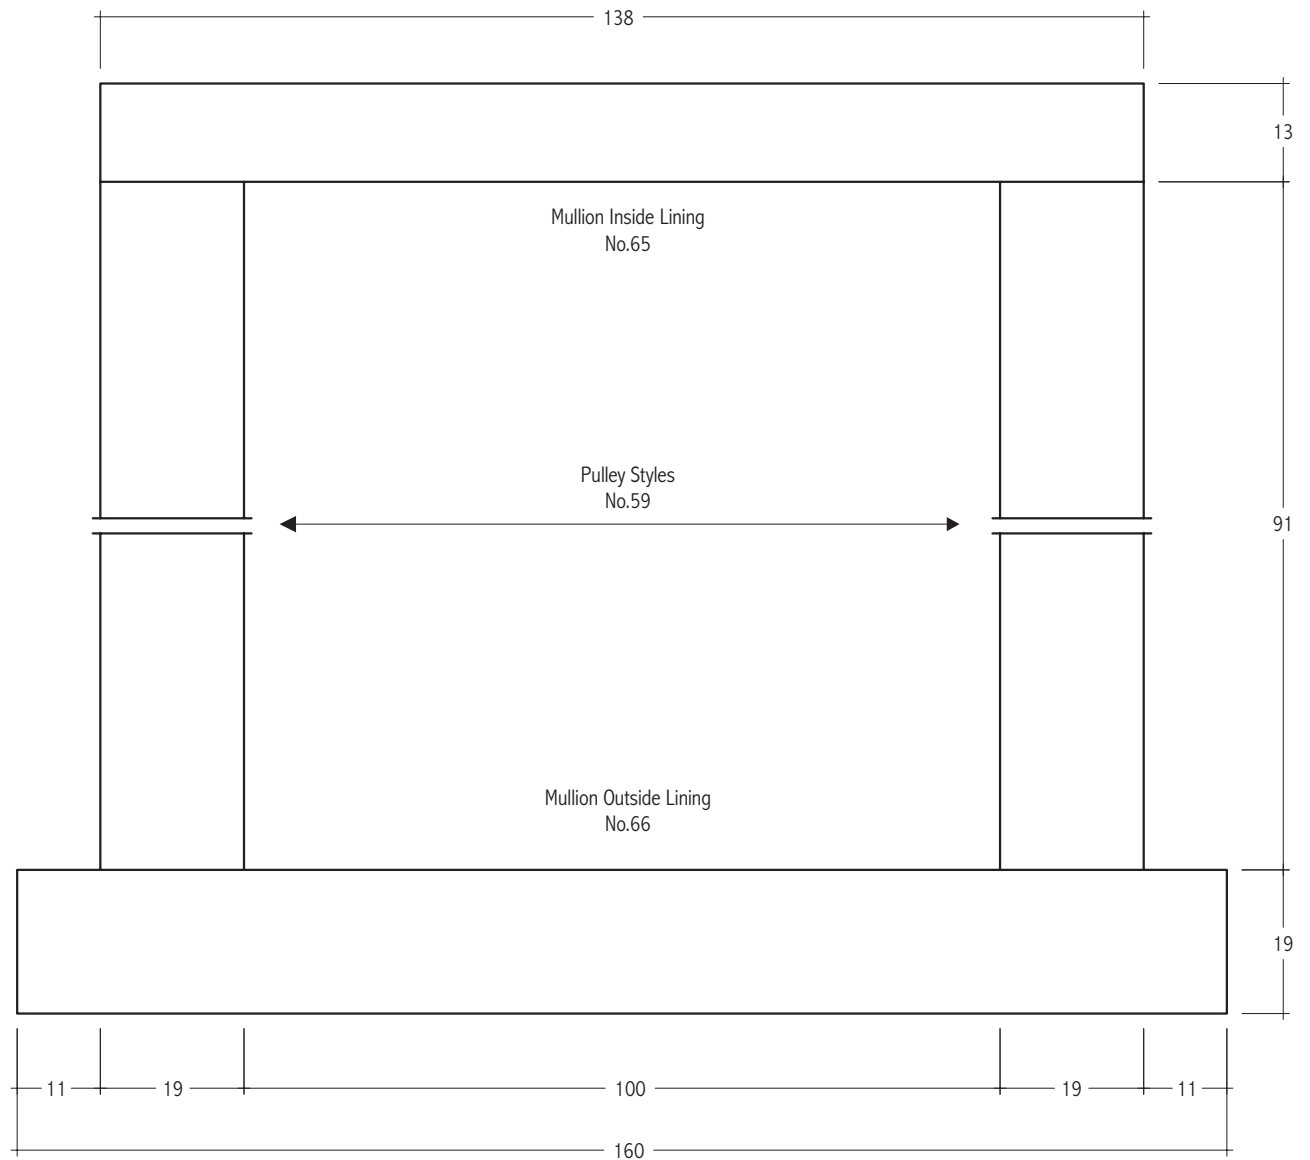 138
13
Mullion Inside Lining
No.65
Pulley Styles
No.59
91
Mullion Outside Lining
No.66
19
11 19 100 19 11
160